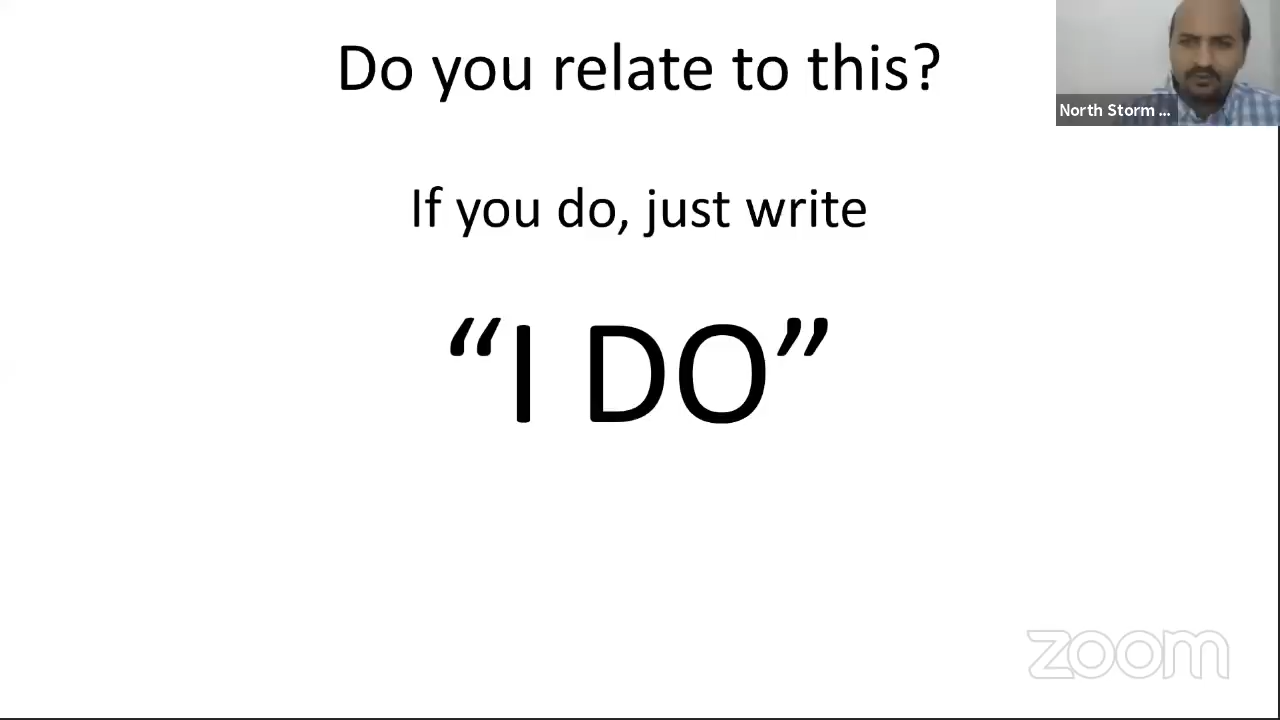 Do you relate to this?
North Storm ...
If you do, just write
“I DO”
zoom